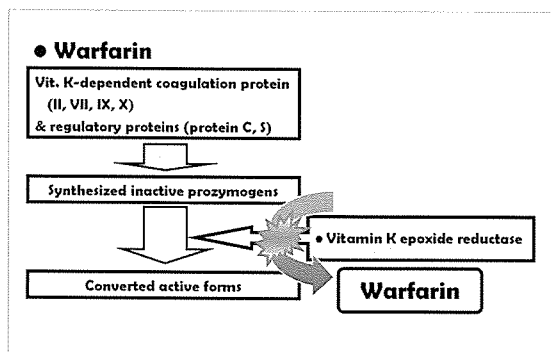 ● Warfarin
Vit. K-dependent coagulation protein
(II, VII, IX, X)
& regulatory proteins (protein C, S)
Synthesized inactive prozymogens
● Vitamin K epoxide reductase
Converted active forms
Warfarin